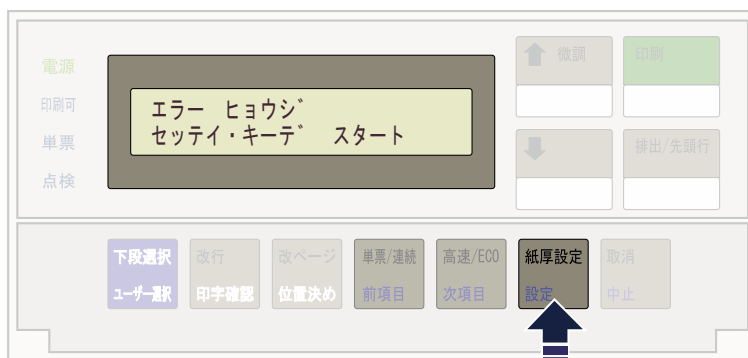 電源
印刷可
単票
点検
エラー ヒョウジ゛
セッテイ・キーデ゛ スタート
微調
印刷
排出/先頭行
下段選択
改行
改ページ
単票/連続
高速/ECO
紙厚設定
取消
ユーザー選択
印字確認
位置決め
前項目
次項目
設定
中止